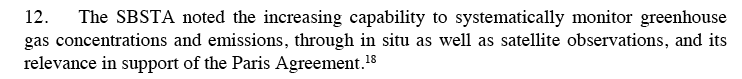 12. The SBSTA noted the increasing capability to systematically monitor greenhouse
gas concentrations and emissions, through in situ as well as satellite observations, and its
relevance in support of the Paris Agreement.¹⁸